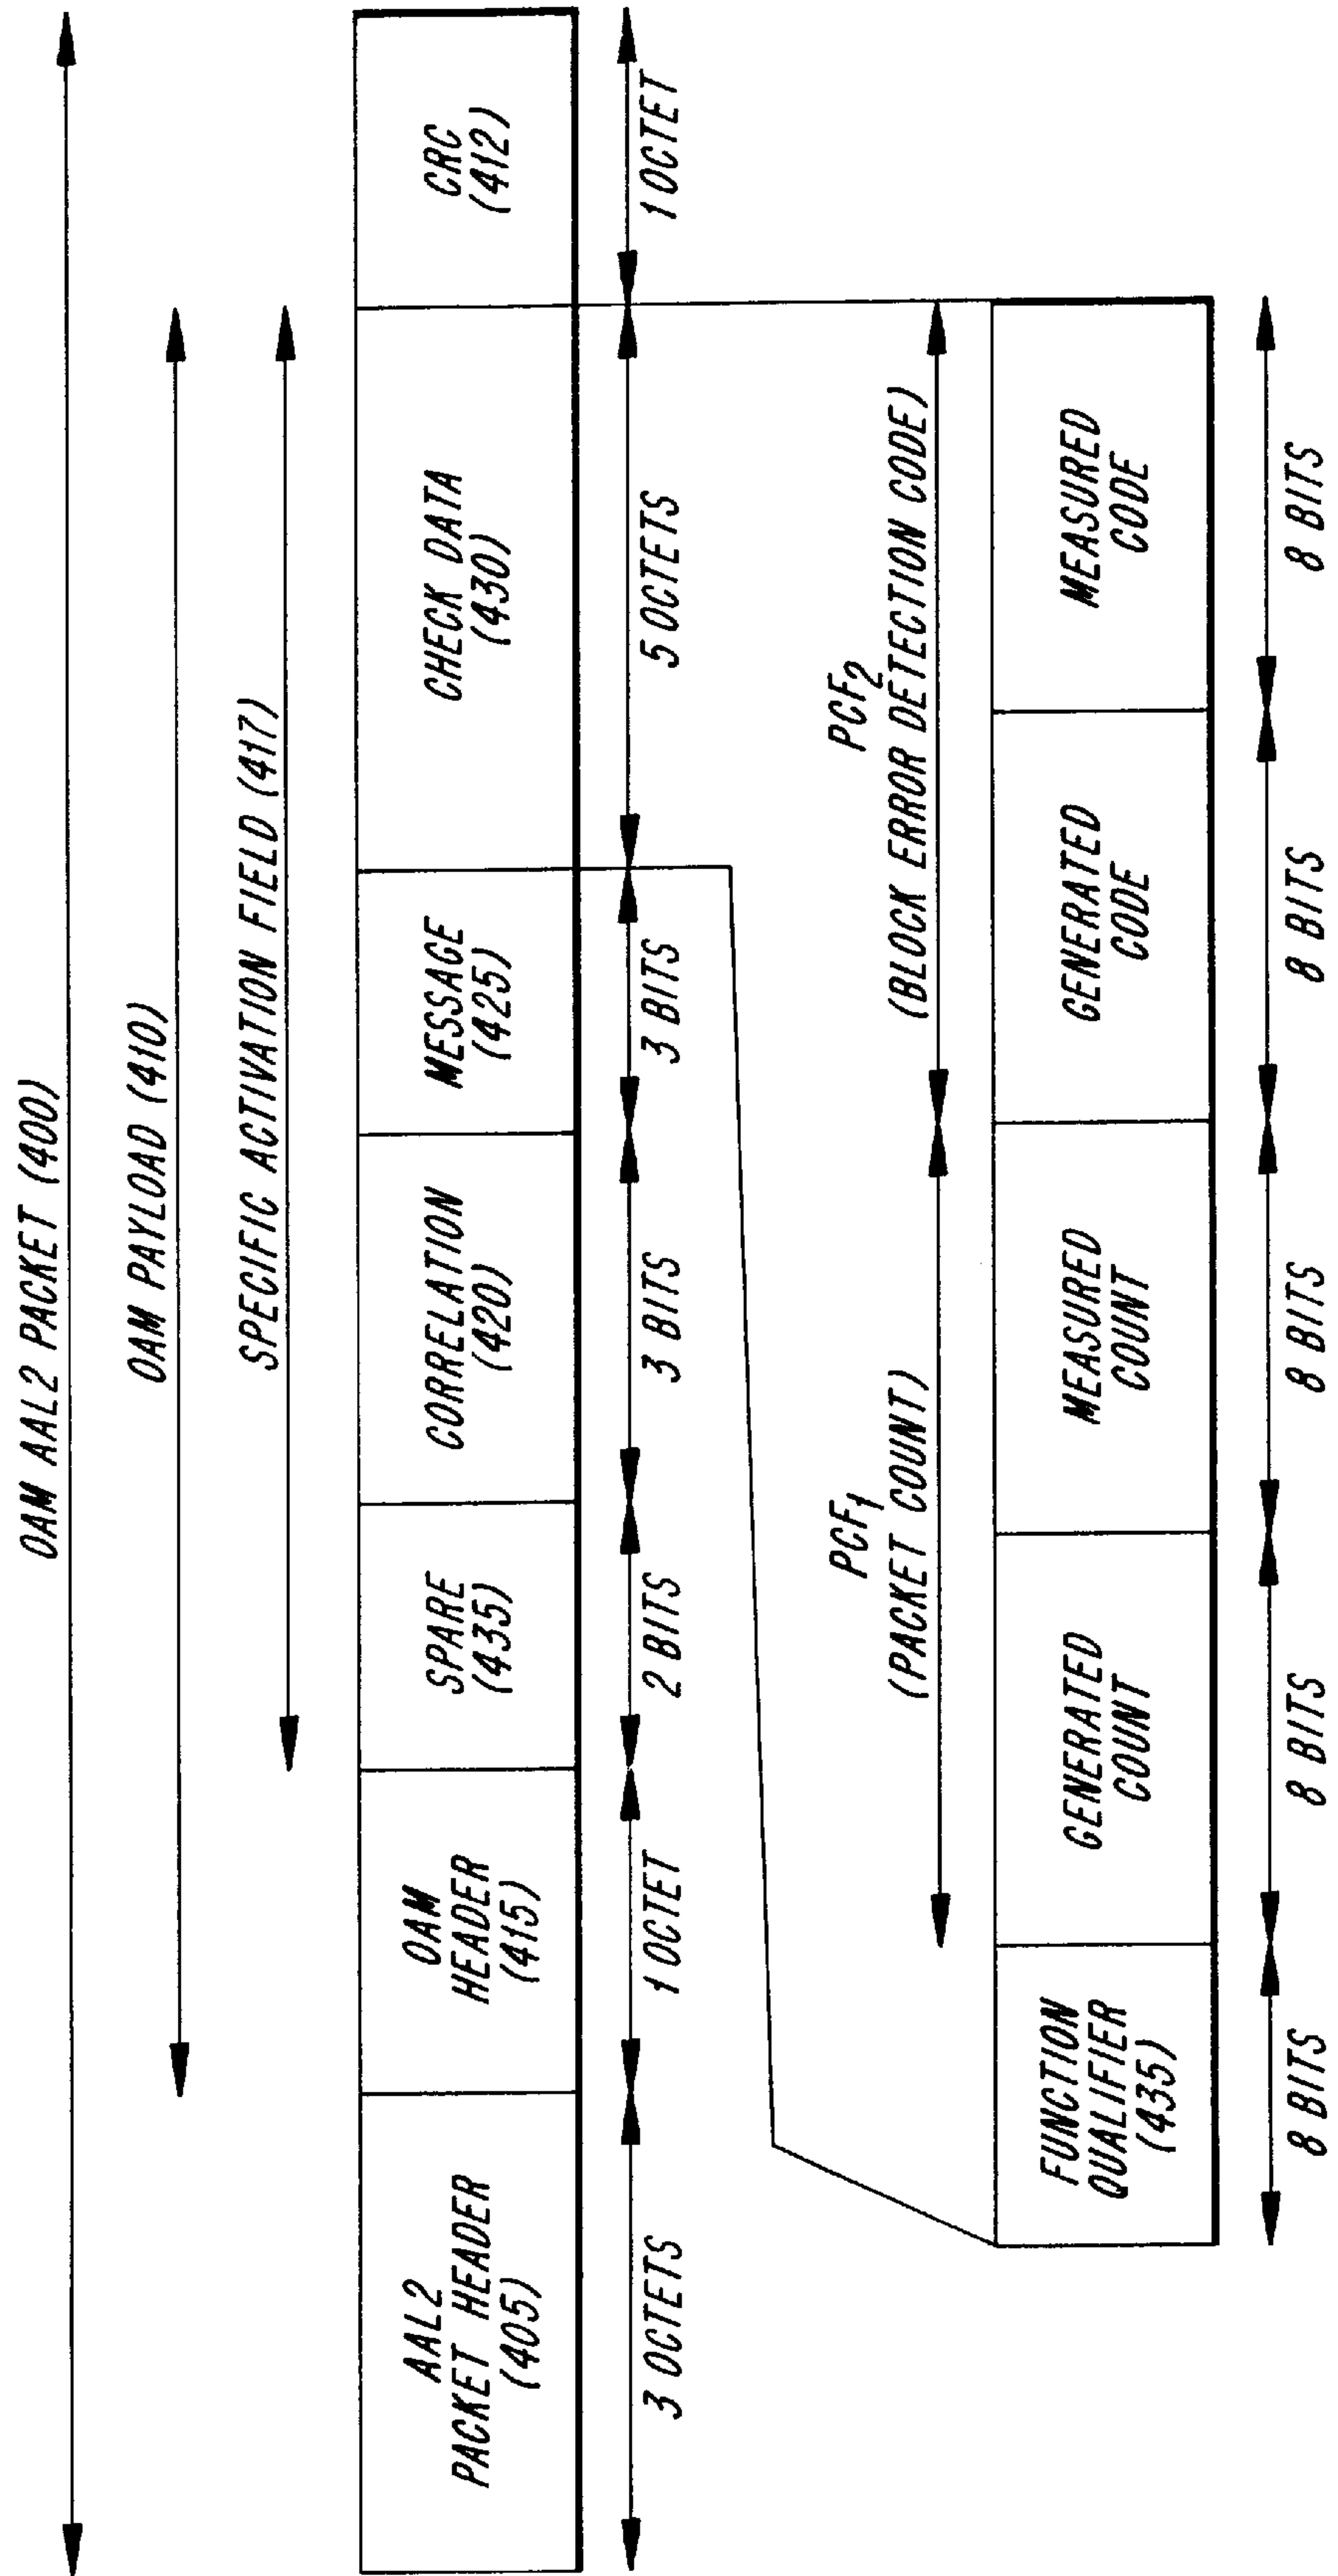 OAM AAL2 PACKET (400)
OAM PAYLOAD (410)
SPECIFIC ACTIVATION FIELD (417)
AAL2
PACKET HEADER
(405)
OAM
HEADER
(415)
SPARE
(435)
CORRELATION
(420)
MESSAGE
(425)
CHECK DATA
(430)
CRC
(412)
3 OCTETS
1 OCTET
2 BITS
3 BITS
3 BITS
5 OCTETS
1 OCTET
PCF1
(PACKET COUNT)
PCF2
(BLOCK ERROR DETECTION CODE)
FUNCTION
QUALIFIER
(435)
GENERATED
COUNT
MEASURED
COUNT
GENERATED
CODE
MEASURED
CODE
8 BITS
8 BITS
8 BITS
8 BITS
8 BITS